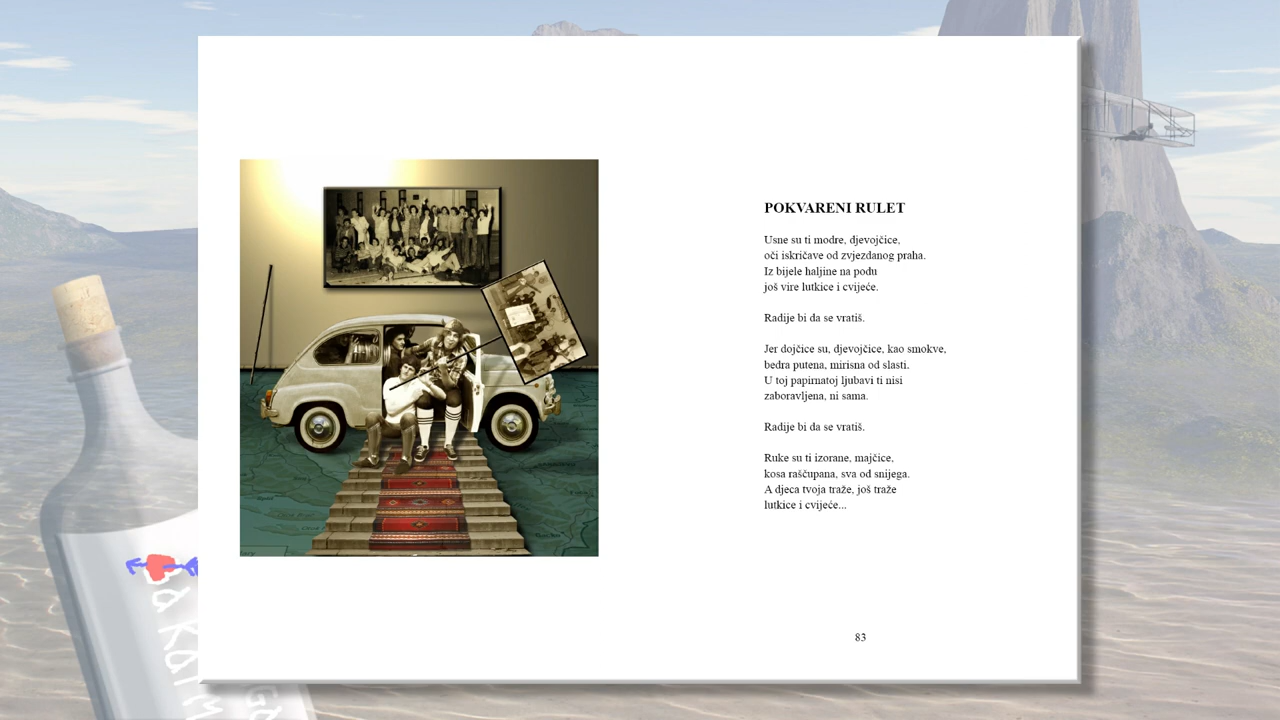 POKVARENI RULET
Usne su ti modre, djevojčice,
oči iskričave od zvjezdanog praha.
Iz bijele haljine na podu
još vire lutkice i cvijeće.
Radije bi da se vratiš.
Jer dojčice su, djevojčice, kao smokve,
bedra putena, mirisna od slasti.
U toj papirnatoj ljubavi ti nisi
zaboravljena, ni sama.
Radije bi da se vratiš.
Ruke su ti izorane, majčice,
kosa raščupana, sva od snijega.
A djeca tvoja traže, još traže
lutkice i cvijeće...
83